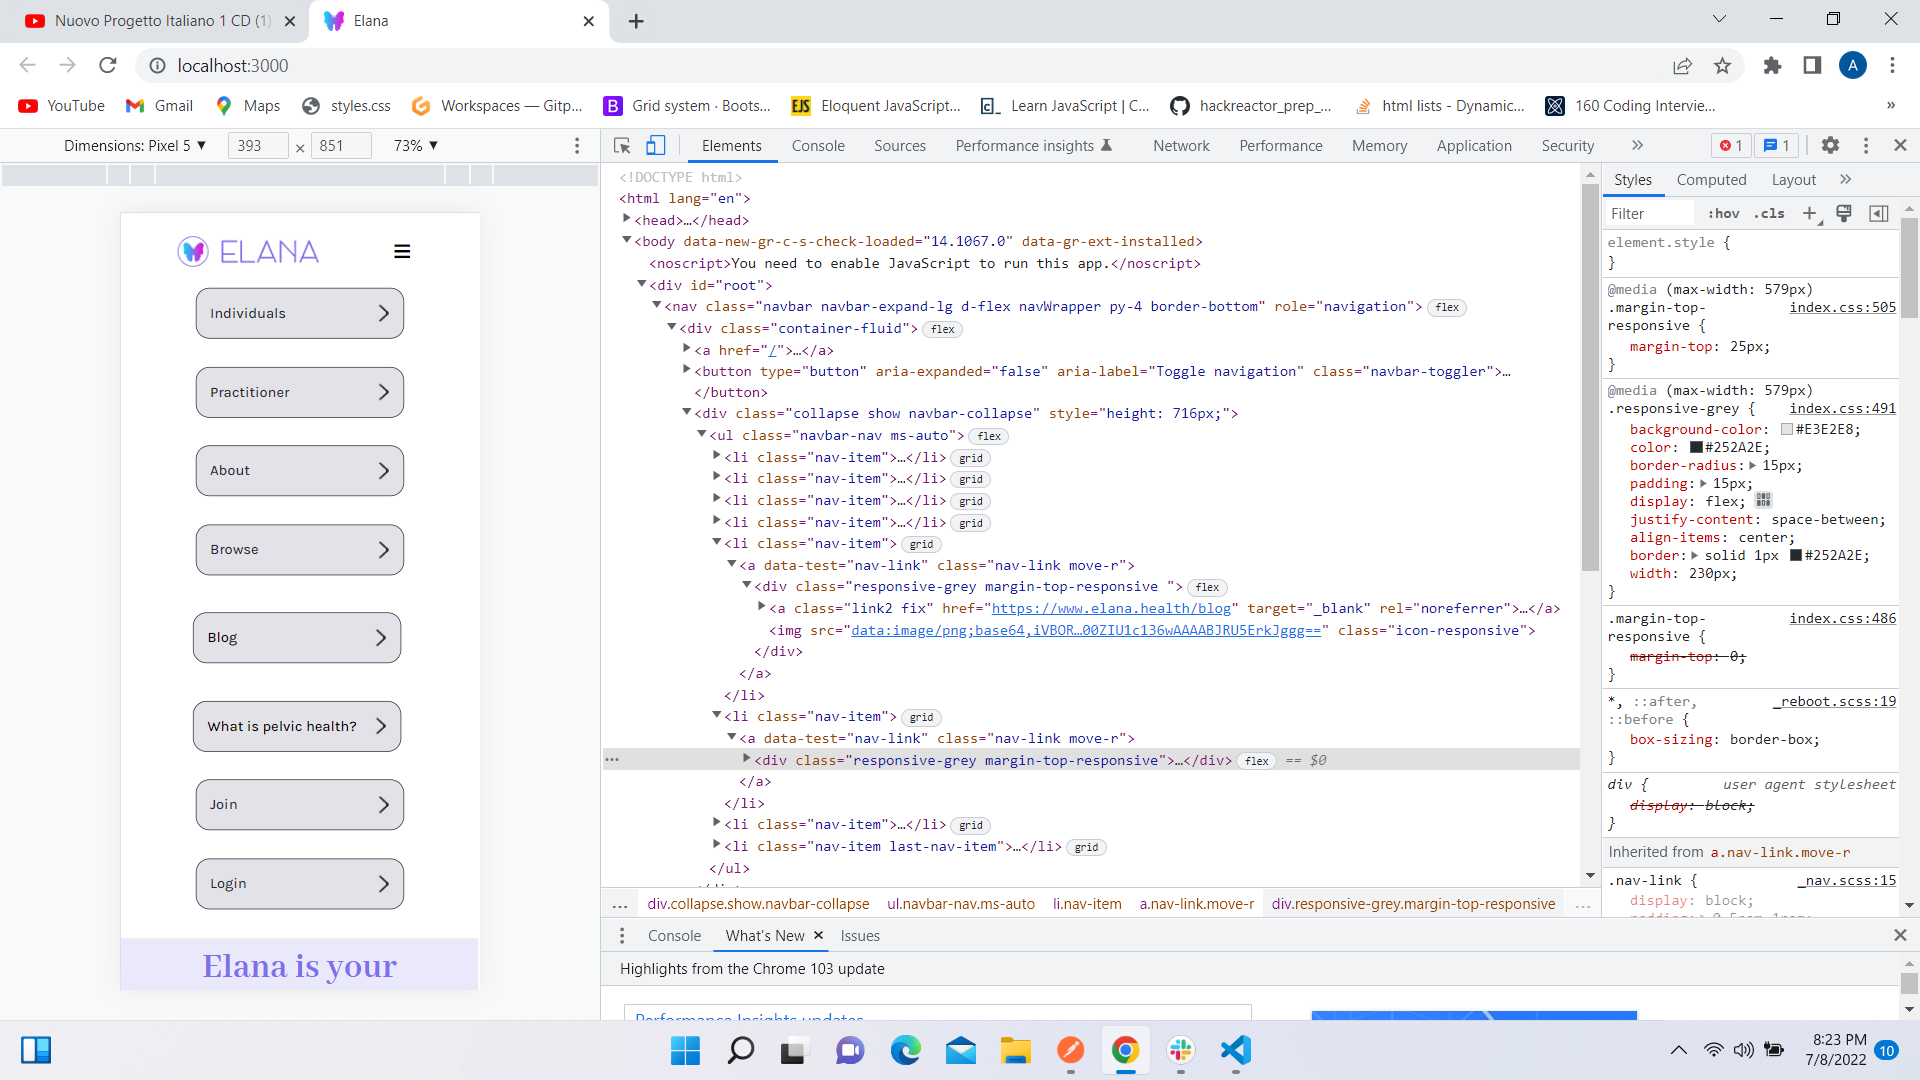 Nuovo Progetto Italiano 1 CD (1)
Elana
localhost:3000
A
YouTube
Gmail
Maps
styles.css
Workspaces — Gitp...
Grid system · Boots...
EJS
Eloquent JavaScript...
Learn JavaScript | C...
hackreactor_prep_...
html lists - Dynamic...
160 Coding Intervie...
»
Dimensions: Pixel 5 ▼ 393 × 851 73% ▼
Elements Console Sources Performance insights Network Performance Memory Application Security » 1 1
ELANA
Individuals
Practitioner
About
Browse
Blog
What is pelvic health?
Join
Login
Elana is your
<!DOCTYPE html>
<html lang="en">
<head>…</head>
<body data-new-gr-c-s-check-loaded="14.1067.0" data-gr-ext-installed>
<noscript>You need to enable JavaScript to run this app.</noscript>
<div id="root">
<nav class="navbar navbar-expand-lg d-flex navWrapper py-4 border-bottom" role="navigation"> flex
<div class="container-fluid"> flex
<a href="/">…</a>
<button type="button" aria-expanded="false" aria-label="Toggle navigation" class="navbar-toggler">…
</button>
<div class="collapse show navbar-collapse" style="height: 716px;">
<ul class="navbar-nav ms-auto"> flex
<li class="nav-item">…</li> grid
<li class="nav-item">…</li> grid
<li class="nav-item">…</li> grid
<li class="nav-item">…</li> grid
<li class="nav-item"> grid
<a data-test="nav-link" class="nav-link move-r">
<div class="responsive-grey margin-top-responsive "> flex
<a class="link2 fix" href="https://www.elana.health/blog" target="_blank" rel="noreferrer">…</a>
<img src="data:image/png;base64,iVBOR…00ZIU1c136wAAAABJRU5ErkJggg==" class="icon-responsive">
</div>
</a>
</li>
<li class="nav-item"> grid
<a data-test="nav-link" class="nav-link move-r">
… <div class="responsive-grey margin-top-responsive">…</div> flex == $0
</a>
</li>
<li class="nav-item">…</li> grid
<li class="nav-item last-nav-item">…</li> grid
</ul>
... div.collapse.show.navbar-collapse ul.navbar-nav.ms-auto li.nav-item a.nav-link.move-r div.responsive-grey.margin-top-responsive ...
Styles Computed Layout »
Filter :hov .cls
element.style {
}
@media (max-width: 579px)
.margin-top- index.css:505
responsive {
margin-top: 25px;
}
@media (max-width: 579px)
.responsive-grey { index.css:491
background-color: #E3E2E8;
color: #252A2E;
border-radius: 15px;
padding: 15px;
display: flex;
justify-content: space-between;
align-items: center;
border: solid 1px #252A2E;
width: 230px;
}
.margin-top- index.css:486
responsive {
margin-top: 0;
}
*, ::after, _reboot.scss:19
::before {
box-sizing: border-box;
}
div { user agent stylesheet
display: block;
}
Inherited from a.nav-link.move-r
.nav-link { _nav.scss:15
display: block;
Console What's New Issues
Highlights from the Chrome 103 update
Performance Insights updates
8:23 PM
7/8/2022
10